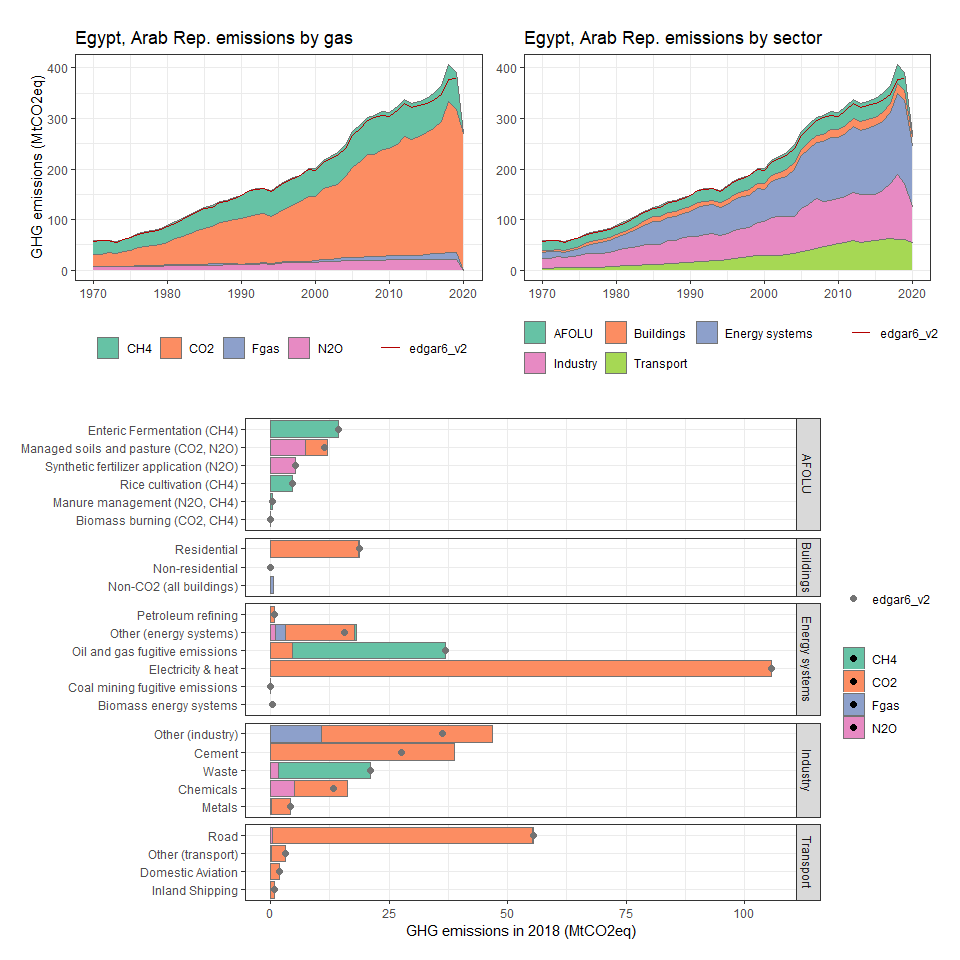 Egypt, Arab Rep. emissions by gas
GHG emissions (MtCO2eq)
400
300
200
100
0
1970
1980
1990
2000
2010
2020
CH4
CO2
Fgas
N2O
edgar6_v2
Egypt, Arab Rep. emissions by sector
400
300
200
100
0
1970
1980
1990
2000
2010
2020
AFOLU
Buildings
Energy systems
edgar6_v2
Industry
Transport
Enteric Fermentation (CH4)
Managed soils and pasture (CO2, N2O)
Synthetic fertilizer application (N2O)
Rice cultivation (CH4)
Manure management (N2O, CH4)
Biomass burning (CO2, CH4)
AFOLU
Residential
Non-residential
Non-CO2 (all buildings)
Buildings
Petroleum refining
Other (energy systems)
Oil and gas fugitive emissions
Electricity & heat
Coal mining fugitive emissions
Biomass energy systems
Energy systems
Other (industry)
Cement
Waste
Chemicals
Metals
Industry
Road
Other (transport)
Domestic Aviation
Inland Shipping
Transport
0
25
50
75
100
GHG emissions in 2018 (MtCO2eq)
edgar6_v2
CH4
CO2
Fgas
N2O